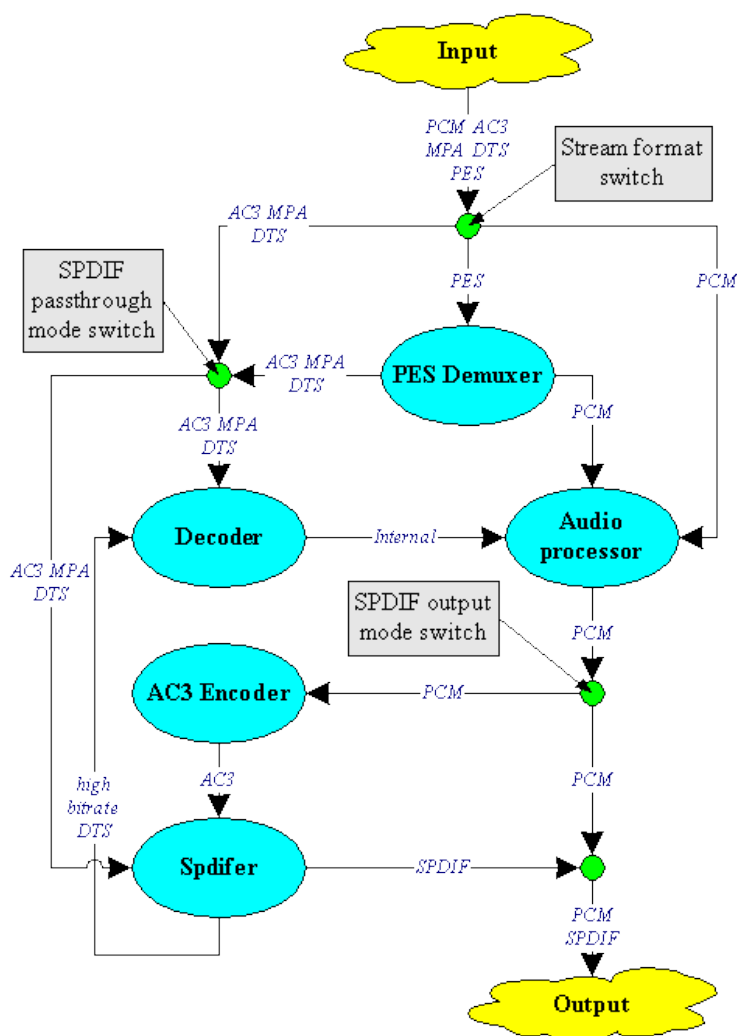 Input
PCM AC3
MPA DTS
PES
Stream format
switch
AC3 MPA
DTS
SPDIF
passthrough
mode switch
PES
PCM
AC3 MPA
DTS
PES Demuxer
PCM
AC3 MPA
DTS
Decoder
Internal
Audio
processor
AC3 MPA
DTS
SPDIF output
mode switch
PCM
AC3 Encoder
PCM
AC3
high
bitrate
DTS
PCM
Spdifer
SPDIF
PCM
SPDIF
Output